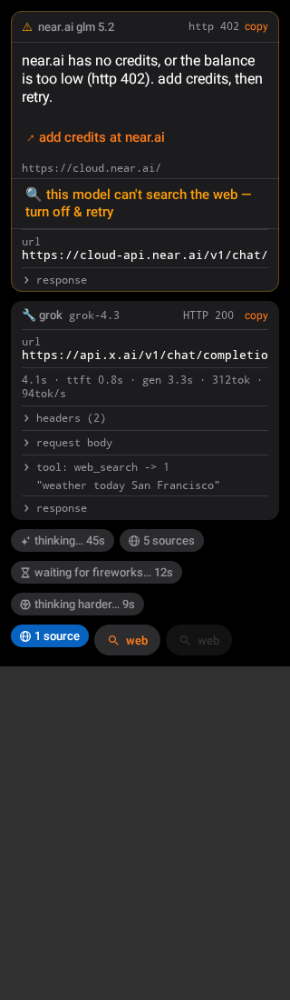 ⚠ near.ai glm 5.2 http 402 copy
near.ai has no credits, or the balance
is too low (http 402). add credits, then
retry.
↗ add credits at near.ai
https://cloud.near.ai/
🔍 this model can't search the web —
turn off & retry
url
https://cloud-api.near.ai/v1/chat/
› response
🔧 grok grok-4.3 HTTP 200 copy
url
https://api.x.ai/v1/chat/completio
4.1s · ttft 0.8s · gen 3.3s · 312tok ·
94tok/s
› headers (2)
› request body
› tool: web_search -> 1
"weather today San Francisco"
› response
thinking… 45s 5 sources
waiting for fireworks… 12s
thinking harder… 9s
1 source web web